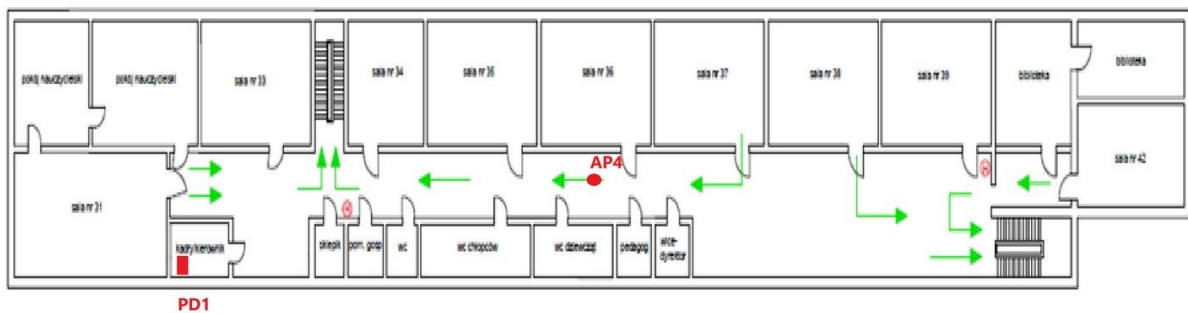 pokój nauczycielski
pokój nauczycielski
sala nr 33
sala nr 34
sala nr 35
sala nr 36
sala nr 37
sala nr 38
sala nr 39
biblioteka
biblioteka
sala nr 42
AP4
H
H
sala nr 31
kadry/kierownik
sklepik
pom. gosp
wc
wc chłopców
wc dziewcząt
pedagog
wice-
dyrektor
PD1